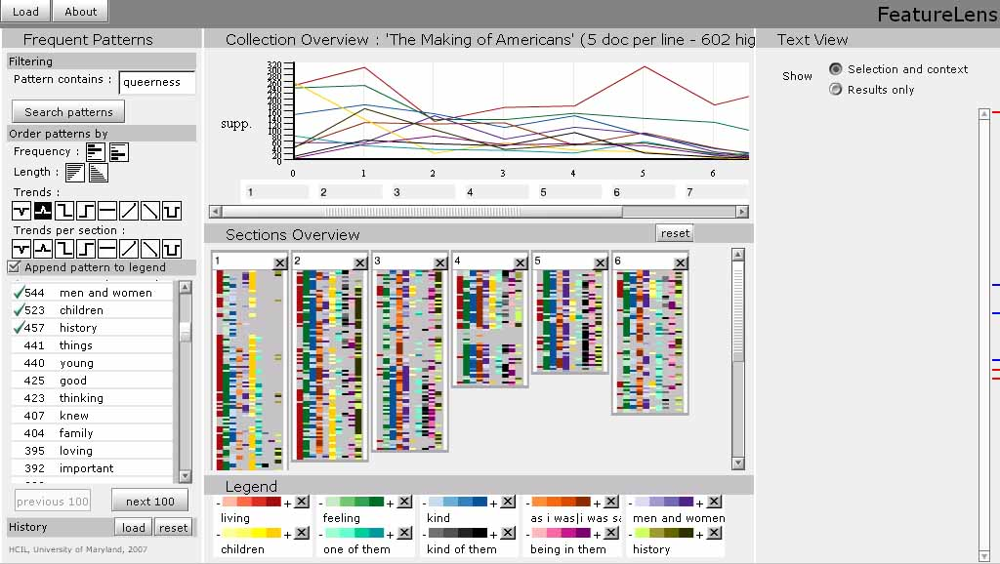 Load About
FeatureLens
Frequent Patterns
Filtering
Pattern contains : queerness
Search patterns
Order patterns by
Frequency :
Length :
Trends :
Trends per section :
Append pattern to legend
544 men and women
523 children
457 history
441 things
440 young
425 good
423 thinking
407 knew
404 family
395 loving
392 important
previous 100 next 100
History load reset
HCIL, University of Maryland, 2007
Collection Overview : 'The Making of Americans' (5 doc per line - 602 hig
supp.
320
300
280
260
240
220
200
180
160
140
120
100
80
60
40
20
0
0 1 2 3 4 5 6
1 2 3 4 5 6 7
Sections Overview reset
1 2 3 4 5 6
Legend
- + - + - + - + - +
living feeling kind as i was|i was sa men and women
- + - + - + - + - +
children one of them kind of them being in them history
Text View
Show Selection and context
Results only